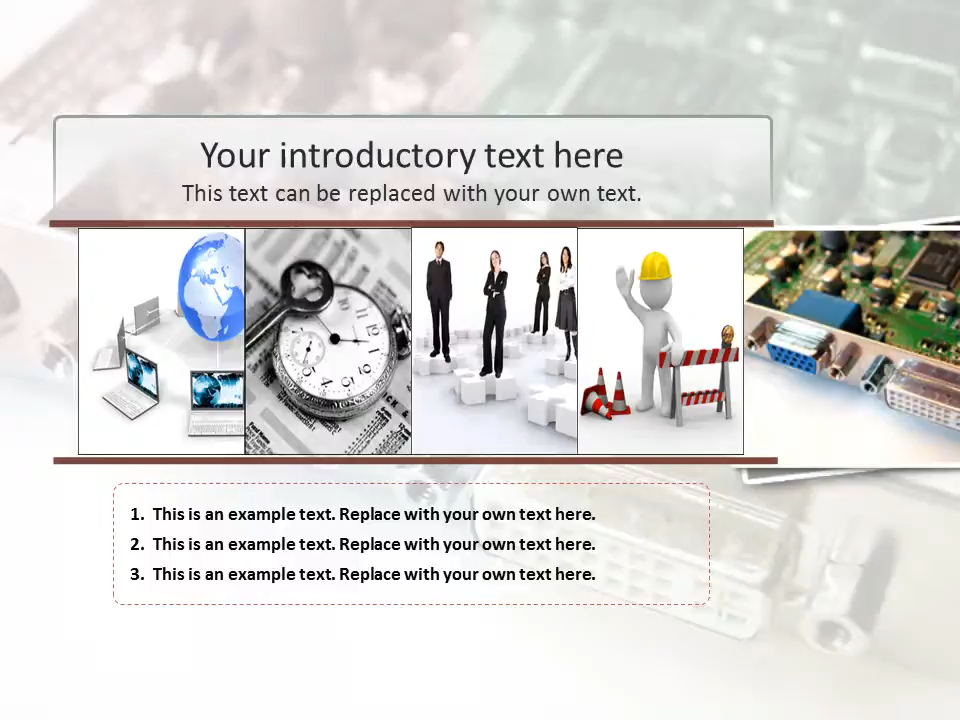 Your introductory text here
This text can be replaced with your own text.
1. This is an example text. Replace with your own text here.
2. This is an example text. Replace with your own text here.
3. This is an example text. Replace with your own text here.